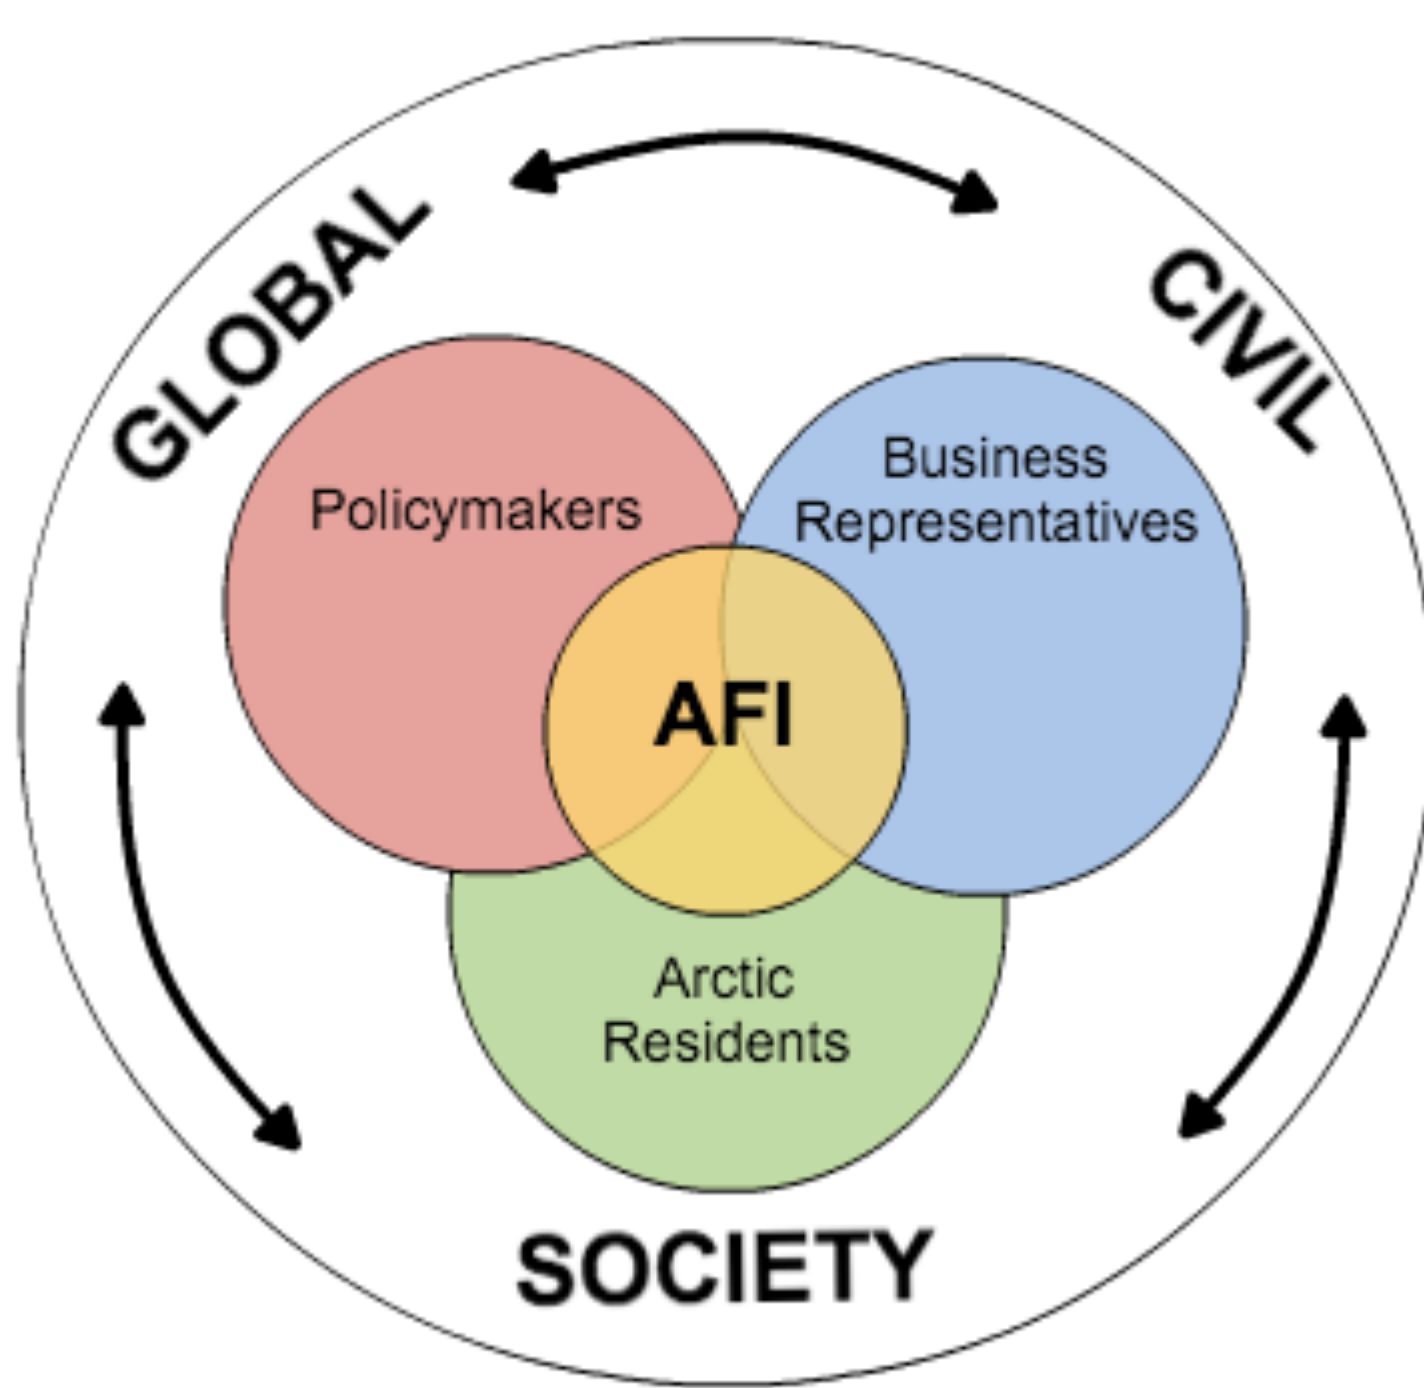 GLOBAL
CIVIL
Policymakers
Business
Representatives
AFI
Arctic
Residents
SOCIETY